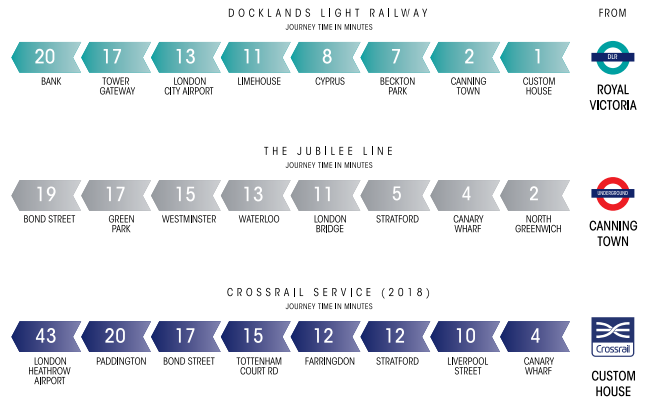 DOCKLANDS LIGHT RAILWAY
JOURNEY TIME IN MINUTES
FROM
20 17 13 11 8 7 2 1
DLR
BANK TOWER LONDON LIMEHOUSE CYPRUS BECKTON CANNING CUSTOM
GATEWAY CITY AIRPORT PARK TOWN HOUSE
ROYAL
VICTORIA
THE JUBILEE LINE
JOURNEY TIME IN MINUTES
19 17 15 13 11 5 4 2
UNDERGROUND
BOND STREET GREEN WESTMINSTER WATERLOO LONDON STRATFORD CANARY NORTH
PARK BRIDGE WHARF GREENWICH
CANNING
TOWN
CROSSRAIL SERVICE (2018)
JOURNEY TIME IN MINUTES
43 20 17 15 12 12 10 4
Crossrail
LONDON PADDINGTON BOND STREET TOTTENHAM FARRINGDON STRATFORD LIVERPOOL CANARY
HEATHROW COURT RD STREET WHARF
AIRPORT
CUSTOM
HOUSE